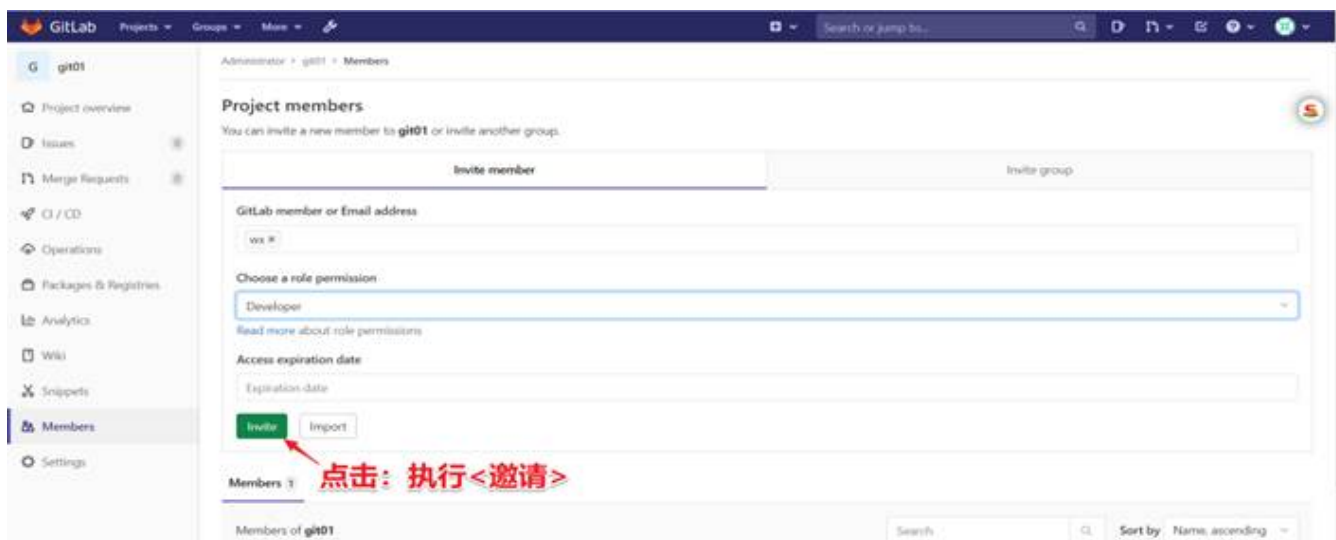 GitLab Projects Groups More Search or jump to...
G git01
Administrator > git01 > Members
Project overview
Project members
S
You can invite a new member to git01 or invite another group.
Issues 0
Invite member Invite group
Merge Requests 0
CI / CD
GitLab member or Email address
wx ×
Operations
Choose a role permission
Packages & Registries
Developer
Analytics
Read more about role permissions
Wiki
Access expiration date
Snippets
Expiration date
Members
Invite Import
Settings
点击：执行<邀请>
Members 1
Members of git01 Search Sort by Name, ascending